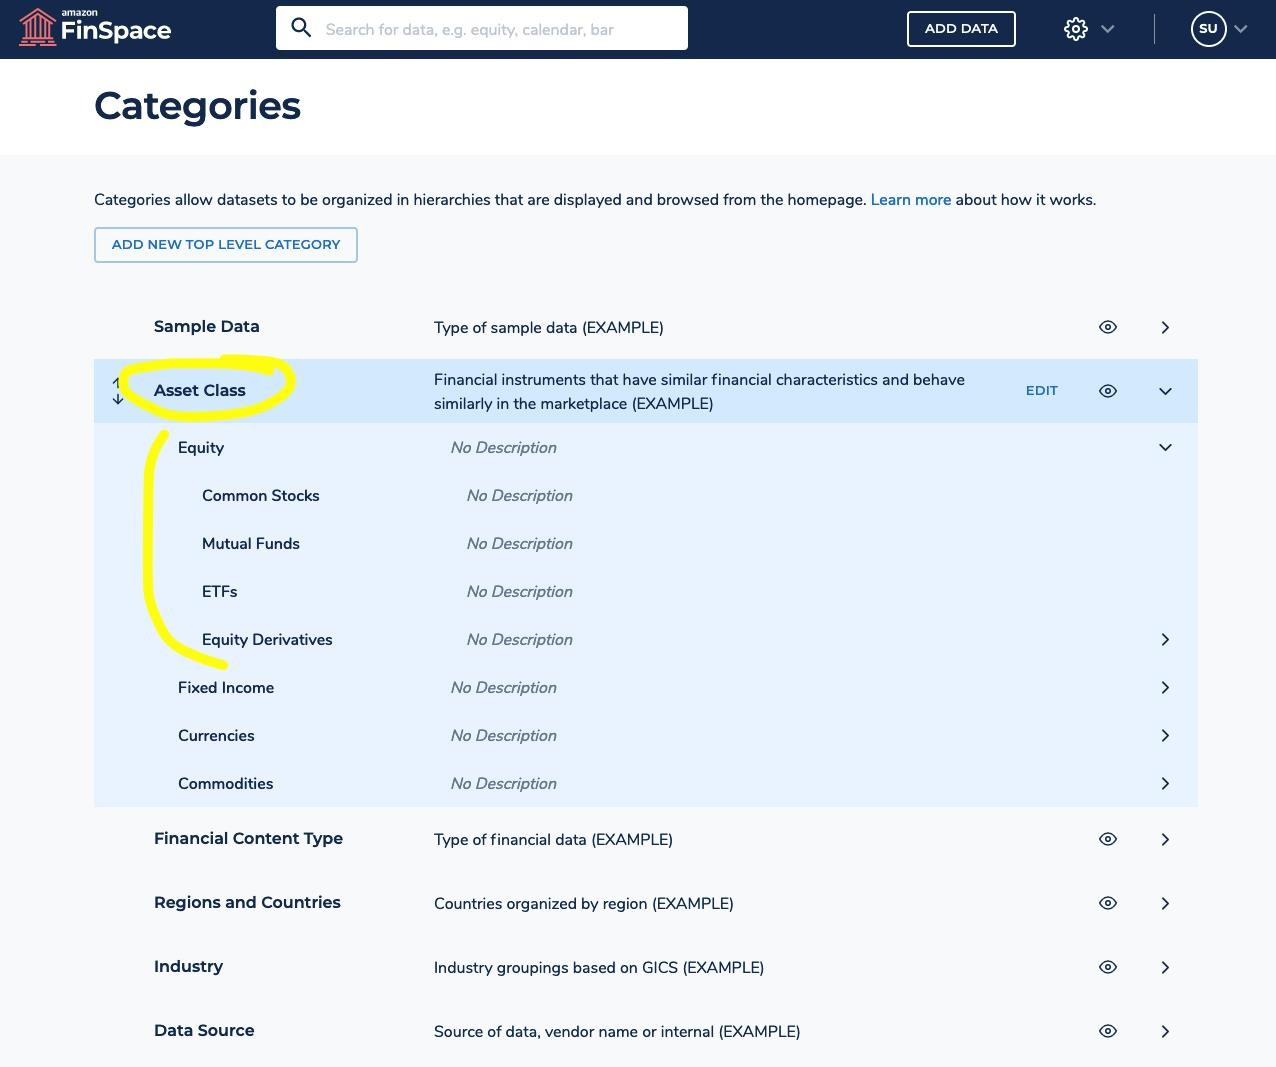 amazon
FinSpace
Search for data, e.g. equity, calendar, bar
ADD DATA
SU
Categories
Categories allow datasets to be organized in hierarchies that are displayed and browsed from the homepage. Learn more about how it works.
ADD NEW TOP LEVEL CATEGORY
Sample Data
Type of sample data (EXAMPLE)
Asset Class
Financial instruments that have similar financial characteristics and behave
similarly in the marketplace (EXAMPLE)
EDIT
Equity
No Description
Common Stocks
No Description
Mutual Funds
No Description
ETFs
No Description
Equity Derivatives
No Description
Fixed Income
No Description
Currencies
No Description
Commodities
No Description
Financial Content Type
Type of financial data (EXAMPLE)
Regions and Countries
Countries organized by region (EXAMPLE)
Industry
Industry groupings based on GICS (EXAMPLE)
Data Source
Source of data, vendor name or internal (EXAMPLE)